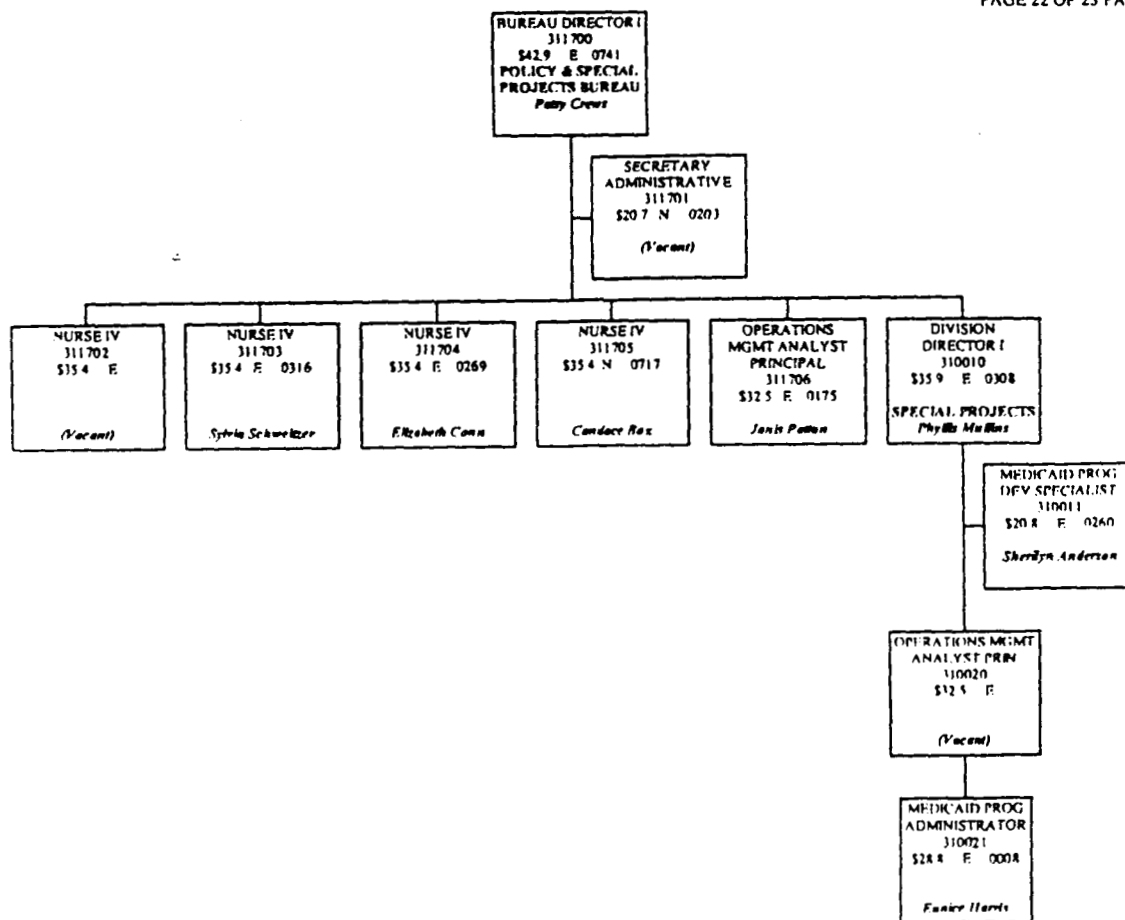 PAGE 22 OF 23 PA
BUREAU DIRECTOR I
311700
$42.9 E 0741
POLICY & SPECIAL
PROJECTS BUREAU
Patsy Crews
SECRETARY
ADMINISTRATIVE
311701
$20.7 N 0203
(Vacant)
NURSE IV
311702
$35.4 E
(Vacant)
NURSE IV
311703
$35.4 E 0316
Sylvia Schweitzer
NURSE IV
311704
$35.4 E 0269
Elizabeth Conn
NURSE IV
311705
$35.4 N 0717
Candace Rax
OPERATIONS
MGMT ANALYST
PRINCIPAL
311706
$32.5 E 0175
Janis Patton
DIVISION
DIRECTOR I
310010
$35.9 E 0308
SPECIAL PROJECTS
Phyllis Mullins
MEDICAID PROG
DEV SPECIALIST
310011
$20.8 E 0260
Sherilyn Anderson
OPERATIONS MGMT
ANALYST PRIN
310020
$32.5 E
(Vacant)
MEDICAID PROG
ADMINISTRATOR
310021
$28.8 E 0008
Eunice Harris